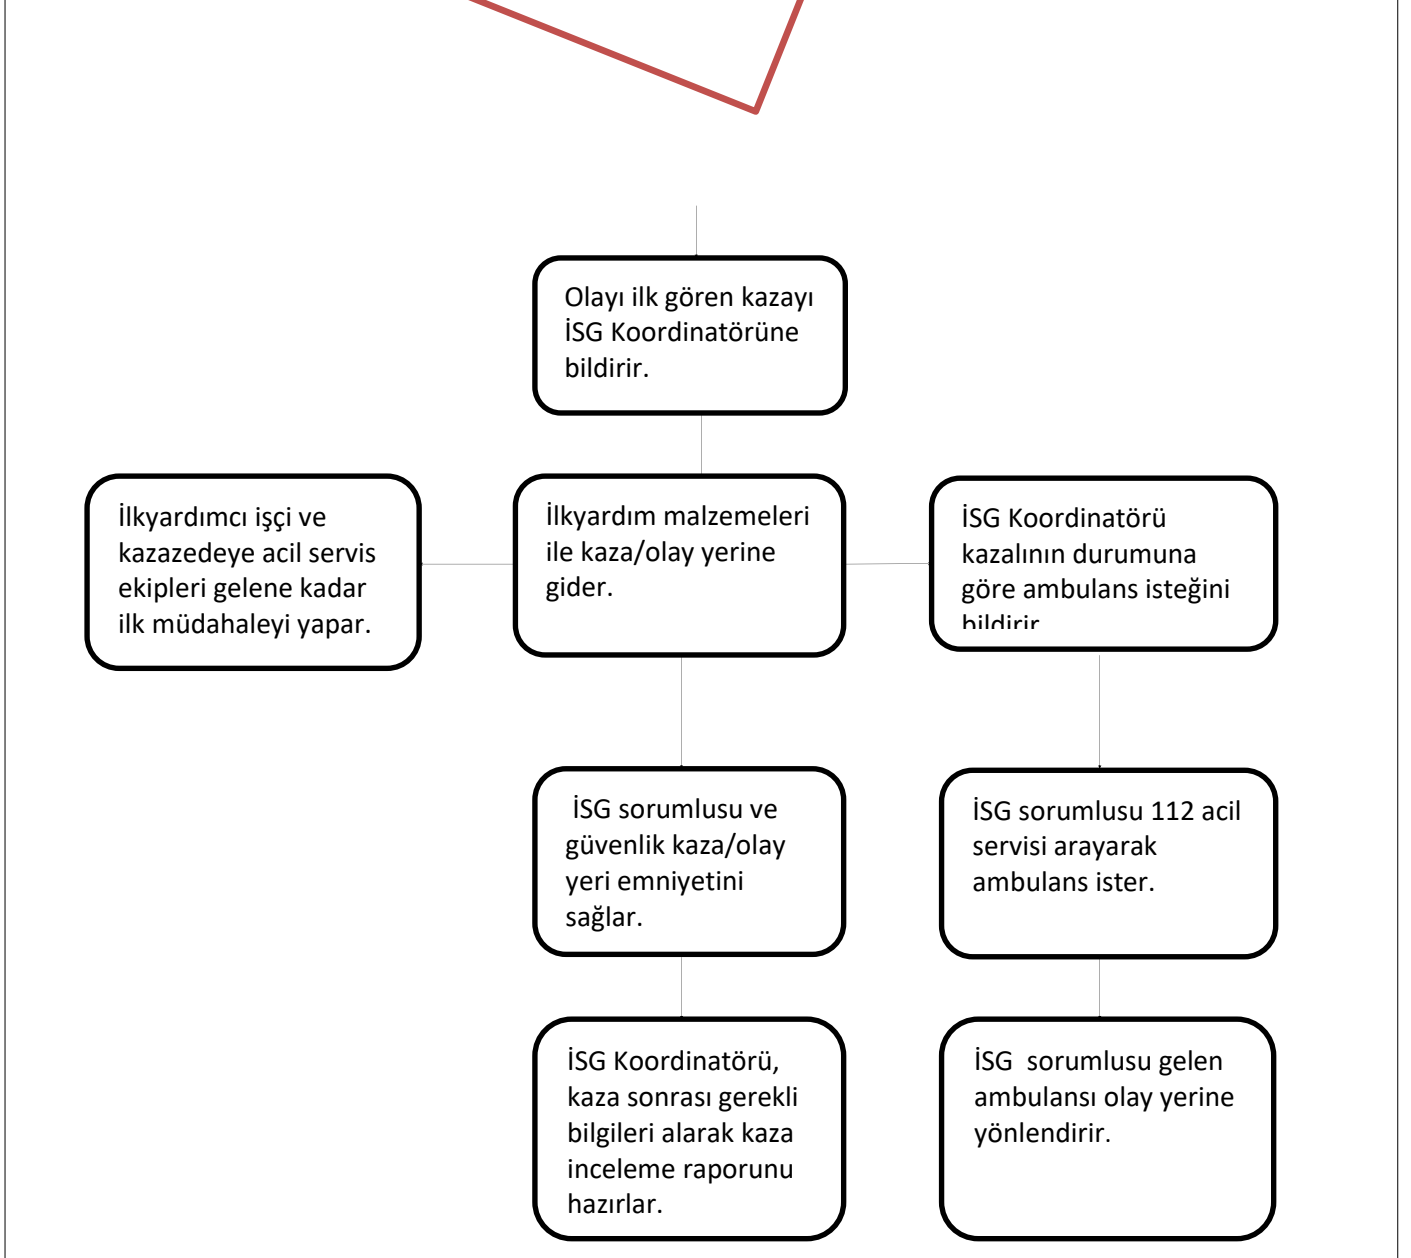 Olayı ilk gören kazayı
İSG Koordinatörüne
bildirir.
İlkyardımcı işçi ve
kazazedeye acil servis
ekipleri gelene kadar
ilk müdahaleyi yapar.
İlkyardım malzemeleri
ile kaza/olay yerine
gider.
İSG Koordinatörü
kazalının durumuna
göre ambulans isteğini
bildirir
İSG sorumlusu ve
güvenlik kaza/olay
yeri emniyetini
sağlar.
İSG sorumlusu 112 acil
servisi arayarak
ambulans ister.
İSG Koordinatörü,
kaza sonrası gerekli
bilgileri alarak kaza
inceleme raporunu
hazırlar.
İSG  sorumlusu gelen
ambulansı olay yerine
yönlendirir.